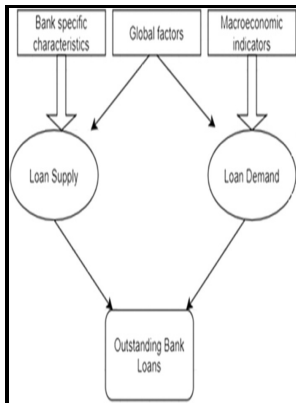 Bank specific
characteristics
Global factors
Macroeconomic
indicators
Loan Supply
Loan Demand
Outstanding Bank
Loans